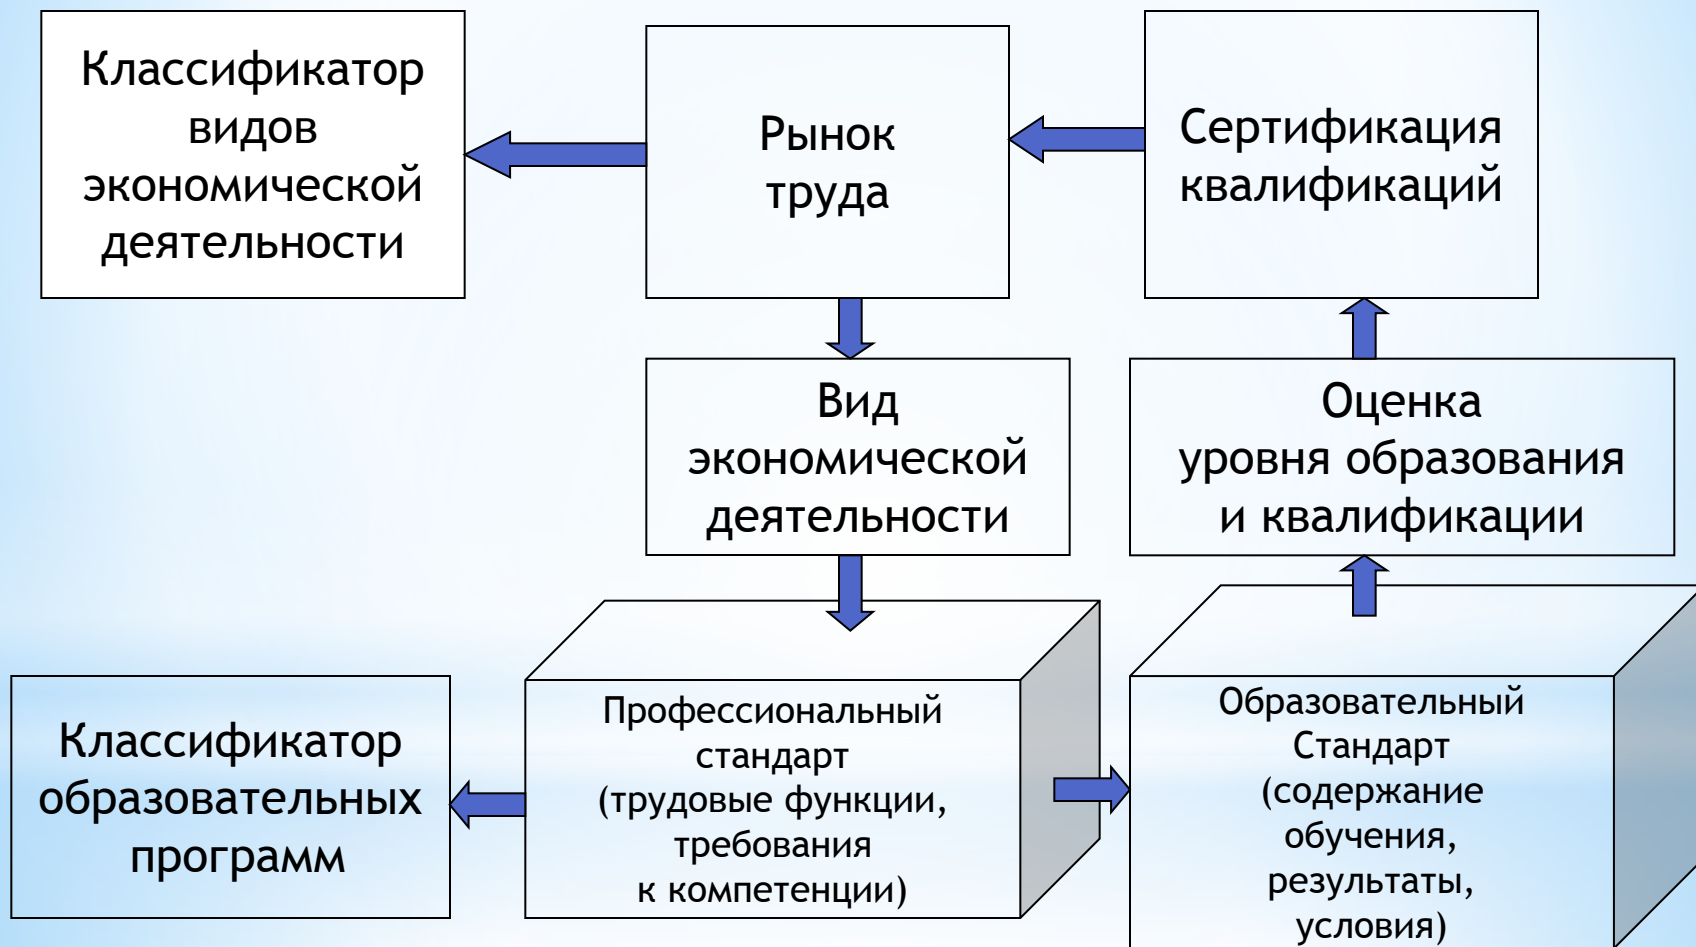 Классификатор
видов
экономической
деятельности
Рынок
труда
Сертификация
квалификаций
Вид
экономической
деятельности
Оценка
уровня образования
и квалификации
Классификатор
образовательных
программ
Профессиональный
стандарт
(трудовые функции,
требования
к компетенции)
Образовательный
Стандарт
(содержание
обучения,
результаты,
условия)